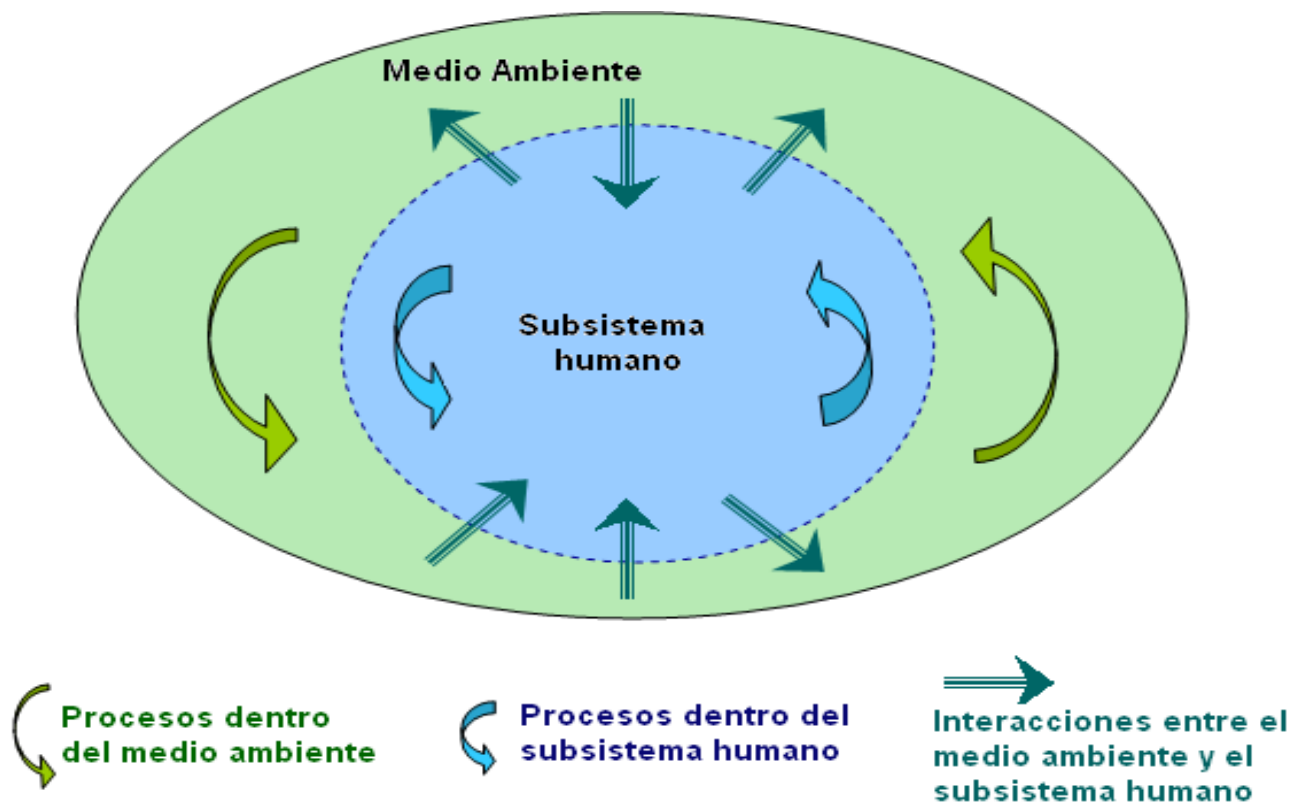 Medio Ambiente
Subsistema
humano
Procesos dentro
del medio ambiente
Procesos dentro del
subsistema humano
Interacciones entre el
medio ambiente y el
subsistema humano